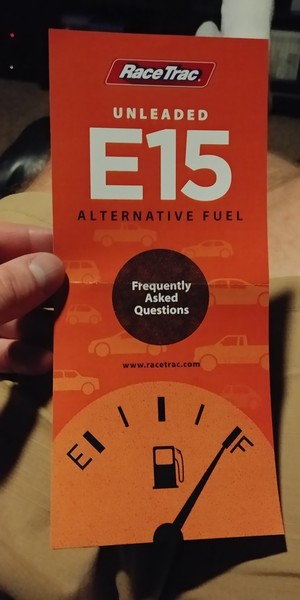 RaceTrac
UNLEADED
E15
ALTERNATIVE FUEL
Frequently
Asked
Questions
www.racetrac.com
E
F